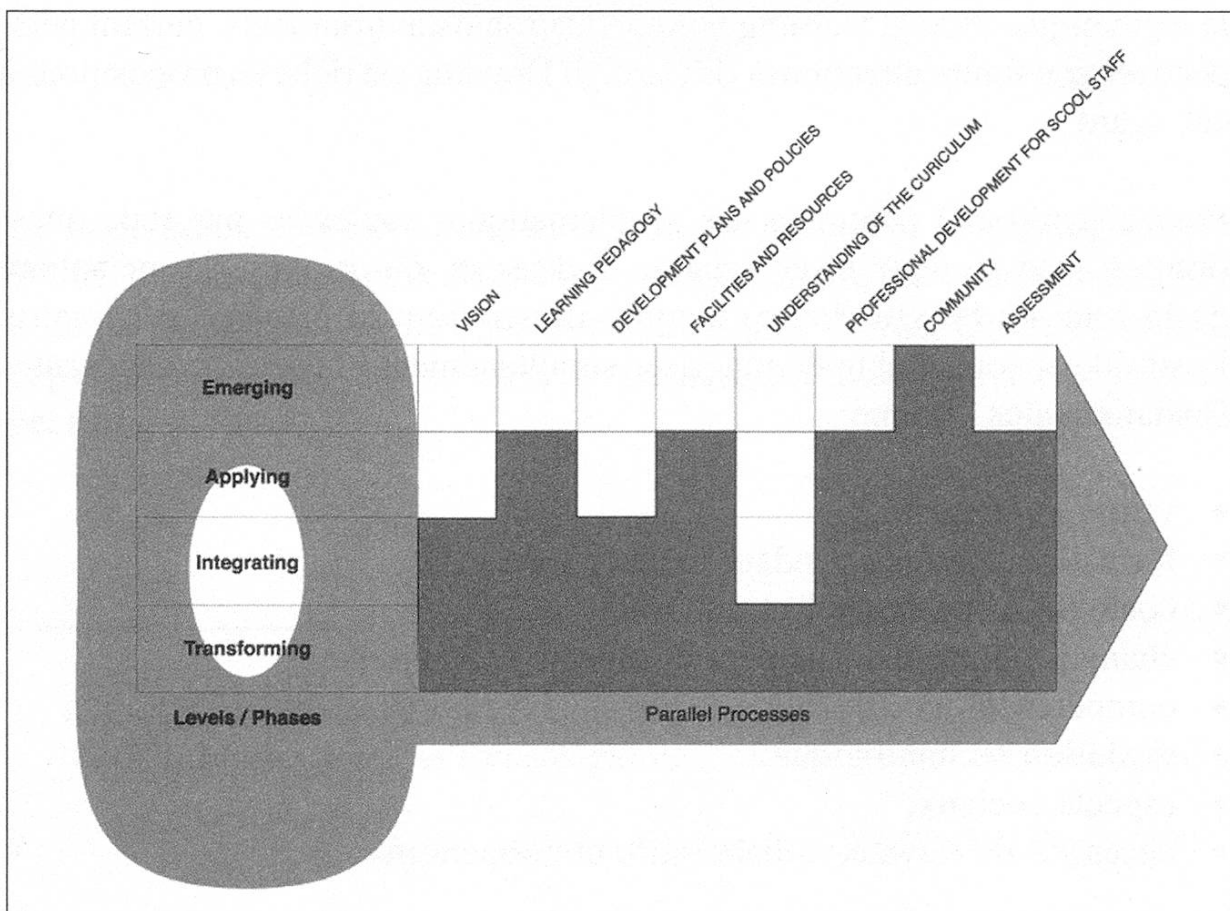 VISION
LEARNING PEDAGOGY
DEVELOPMENT PLANS AND POLICIES
FACILITIES AND RESOURCES
UNDERSTANDING OF THE CURICULUM
PROFESSIONAL DEVELOPMENT FOR SCOOL STAFF
COMMUNITY
ASSESSMENT
Emerging
Applying
Integrating
Transforming
Levels / Phases
Parallel Processes